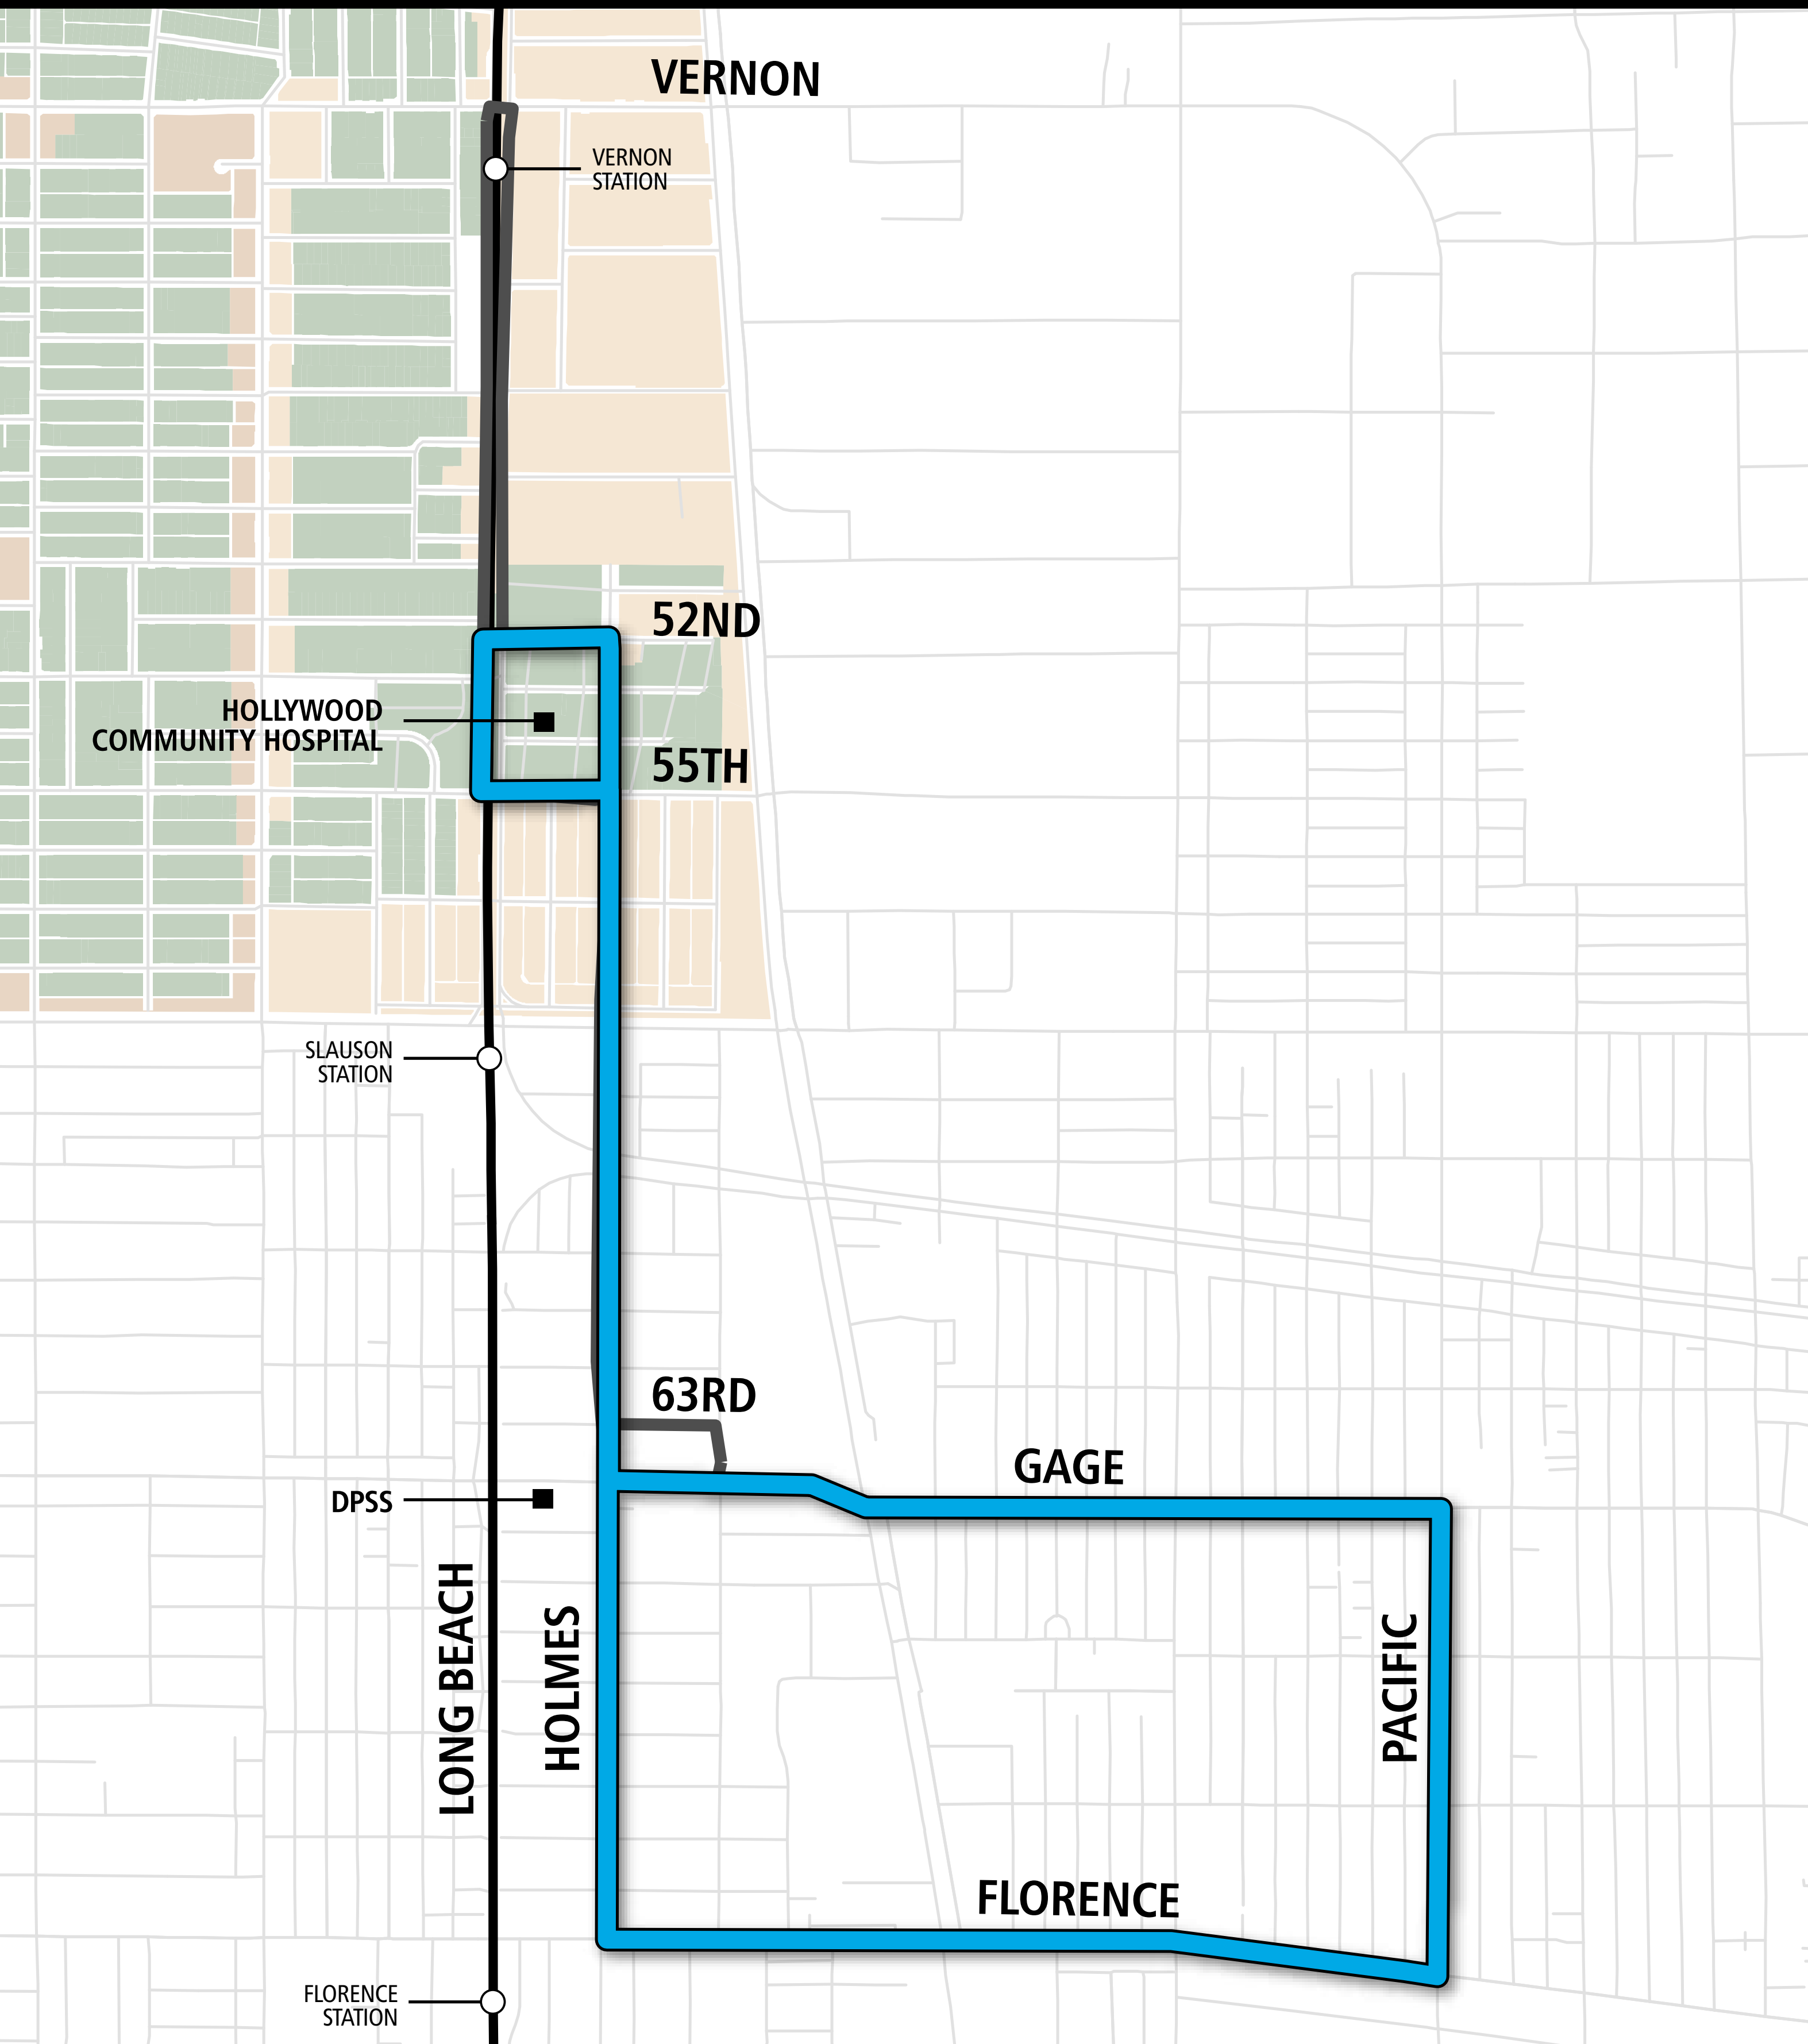 VERNON
VERNON
STATION
52ND
HOLLYWOOD
COMMUNITY HOSPITAL
55TH
SLAUSON
STATION
63RD
GAGE
DPSS
LONG BEACH
HOLMES
PACIFIC
FLORENCE
FLORENCE
STATION